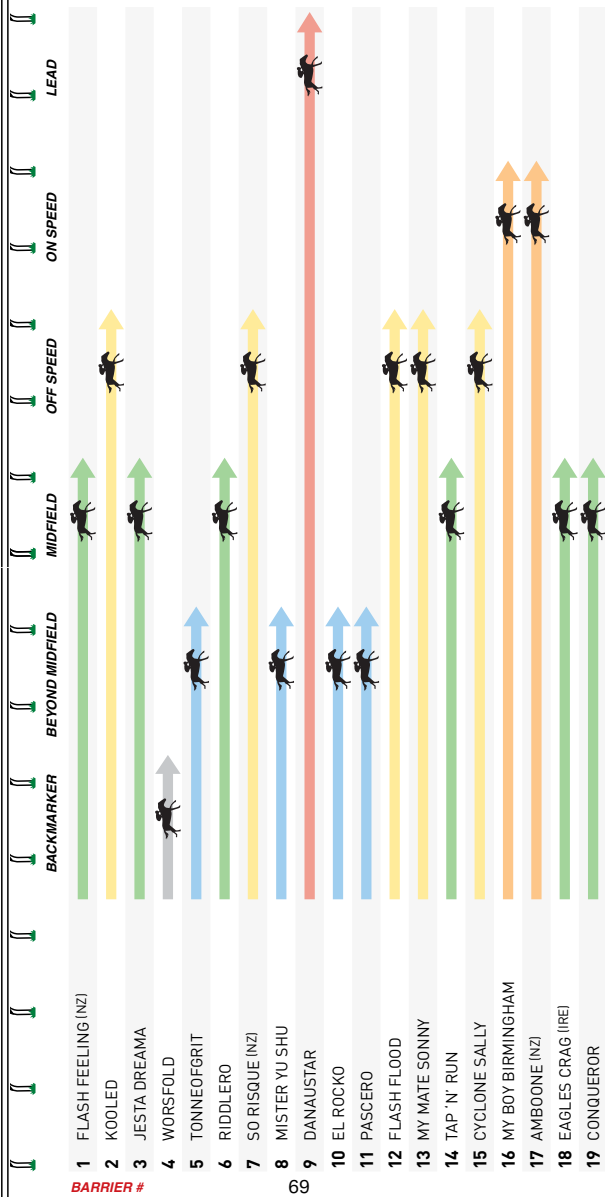 LEAD
ON SPEED
OFF SPEED
MIDFIELD
BEYOND MIDFIELD
BACKMARKER
1 FLASH FEELING (NZ)
2 KOOLED
3 JESTA DREAMA
4 WORSFOLD
5 TONNEOFGRIT
6 RIDDLERO
7 SO RISQUE (NZ)
8 MISTER YU SHU
9 DANAUSTAR
10 EL ROCKO
11 PASCERO
12 FLASH FLOOD
13 MY MATE SONNY
14 TAP 'N' RUN
15 CYCLONE SALLY
16 MY BOY BIRMINGHAM
17 AMBOONE (NZ)
18 EAGLES CRAG (IRE)
19 CONQUEROR
BARRIER #
69